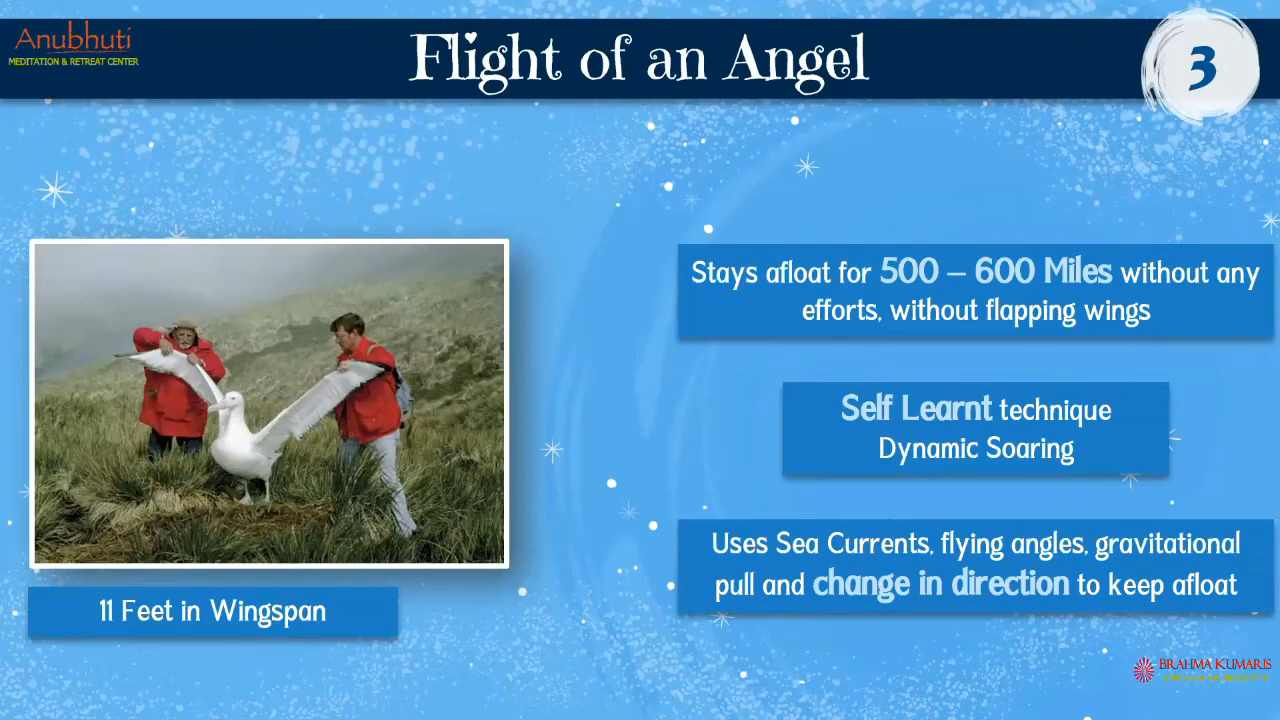 Anubhuti
MEDITATION & RETREAT CENTER
Flight of an Angel
3
Stays afloat for 500 – 600 Miles without any
efforts, without flapping wings
Self Learnt technique
Dynamic Soaring
Uses Sea Currents, flying angles, gravitational
pull and change in direction to keep afloat
11 Feet in Wingspan
BRAHMA KUMARIS